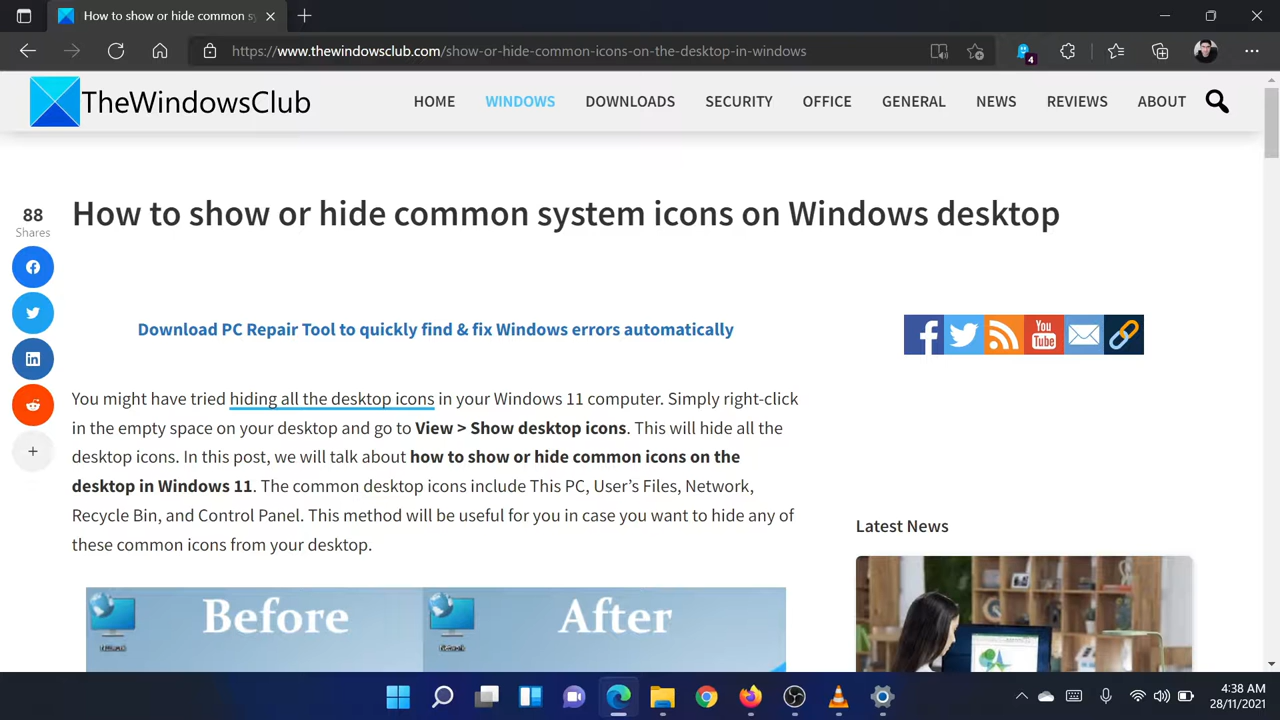 How to show or hide common sy
https://www.thewindowsclub.com/show-or-hide-common-icons-on-the-desktop-in-windows
4
TheWindowsClub
HOME WINDOWS DOWNLOADS SECURITY OFFICE GENERAL NEWS REVIEWS ABOUT
88
Shares
How to show or hide common system icons on Windows desktop
Download PC Repair Tool to quickly find & fix Windows errors automatically
You Tube
You might have tried hiding all the desktop icons in your Windows 11 computer. Simply right-click
in the empty space on your desktop and go to View > Show desktop icons. This will hide all the
desktop icons. In this post, we will talk about how to show or hide common icons on the
desktop in Windows 11. The common desktop icons include This PC, User's Files, Network,
Recycle Bin, and Control Panel. This method will be useful for you in case you want to hide any of
these common icons from your desktop.
Latest News
Before After
Network Network
4:38 AM
28/11/2021